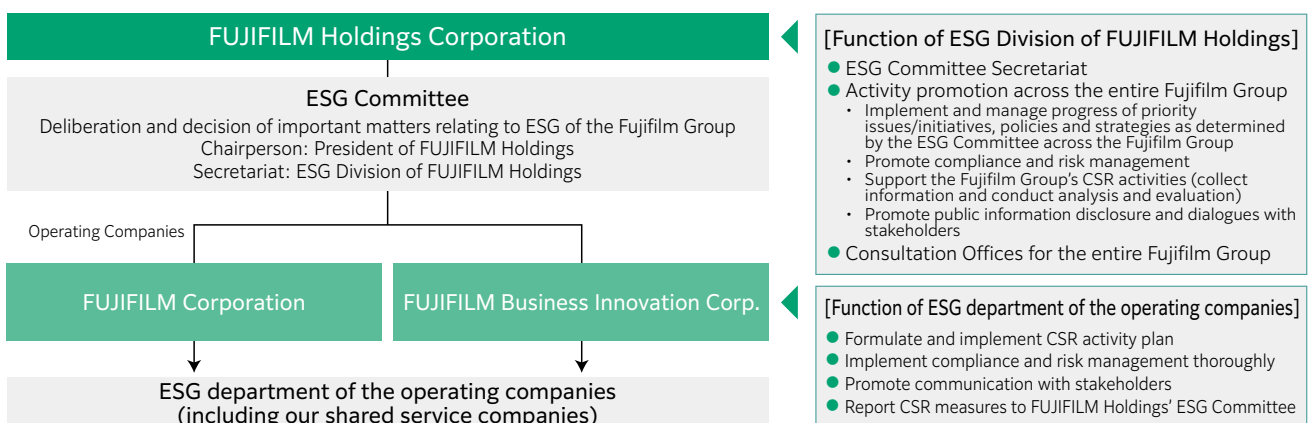 FUJIFILM Holdings Corporation
ESG Committee
Deliberation and decision of important matters relating to ESG of the Fujifilm Group
Chairperson: President of FUJIFILM Holdings
Secretariat: ESG Division of FUJIFILM Holdings
Operating Companies
FUJIFILM Corporation
FUJIFILM Business Innovation Corp.
ESG department of the operating companies
(including our shared service companies)
[Function of ESG Division of FUJIFILM Holdings]
● ESG Committee Secretariat
● Activity promotion across the entire Fujifilm Group
・ Implement and manage progress of priority
issues/initiatives, policies and strategies as determined
by the ESG Committee across the Fujifilm Group
・ Promote compliance and risk management
・ Support the Fujifilm Group's CSR activities (collect
information and conduct analysis and evaluation)
・ Promote public information disclosure and dialogues with
stakeholders
● Consultation Offices for the entire Fujifilm Group
[Function of ESG department of the operating companies]
● Formulate and implement CSR activity plan
● Implement compliance and risk management thoroughly
● Promote communication with stakeholders
● Report CSR measures to FUJIFILM Holdings' ESG Committee